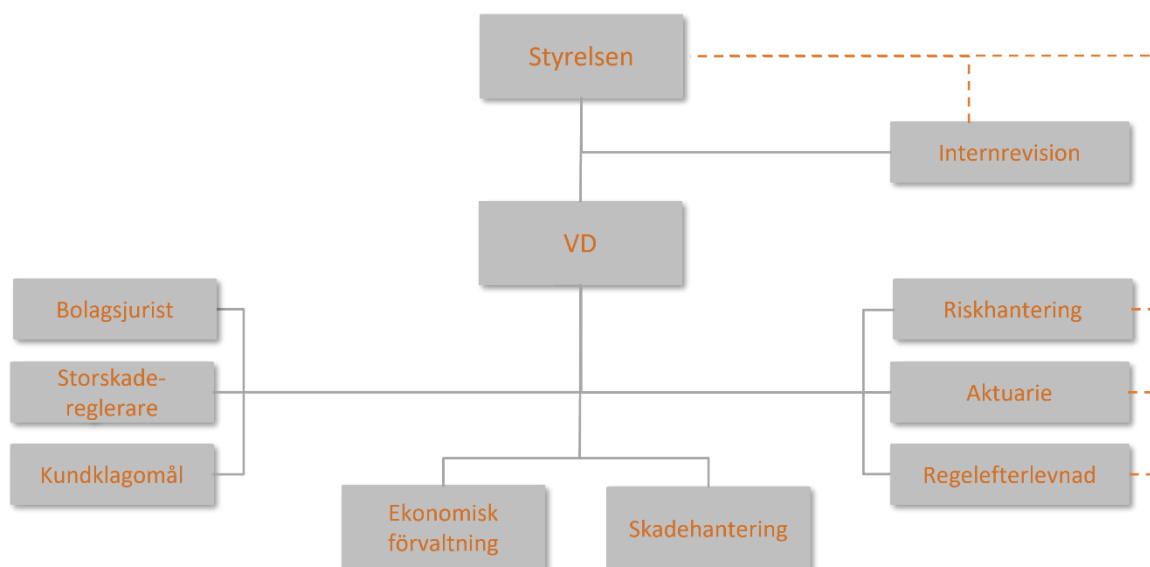 Styrelsen
Internrevision
VD
Bolagsjurist
Riskhantering
Storskade-
reglerare
Aktuarie
Kundklagomål
Regelefterlevnad
Ekonomisk
förvaltning
Skadehantering